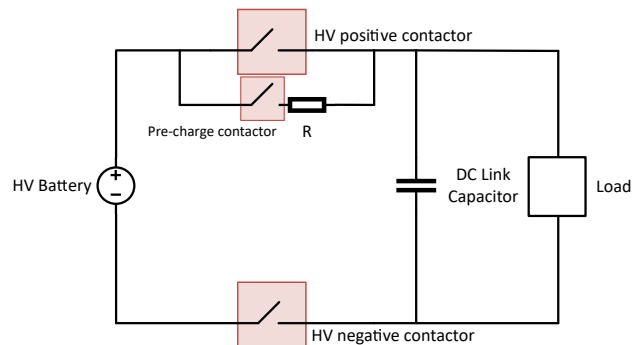 HV positive contactor
Pre-charge contactor
R
HV Battery
+
−
DC Link
Capacitor
Load
HV negative contactor